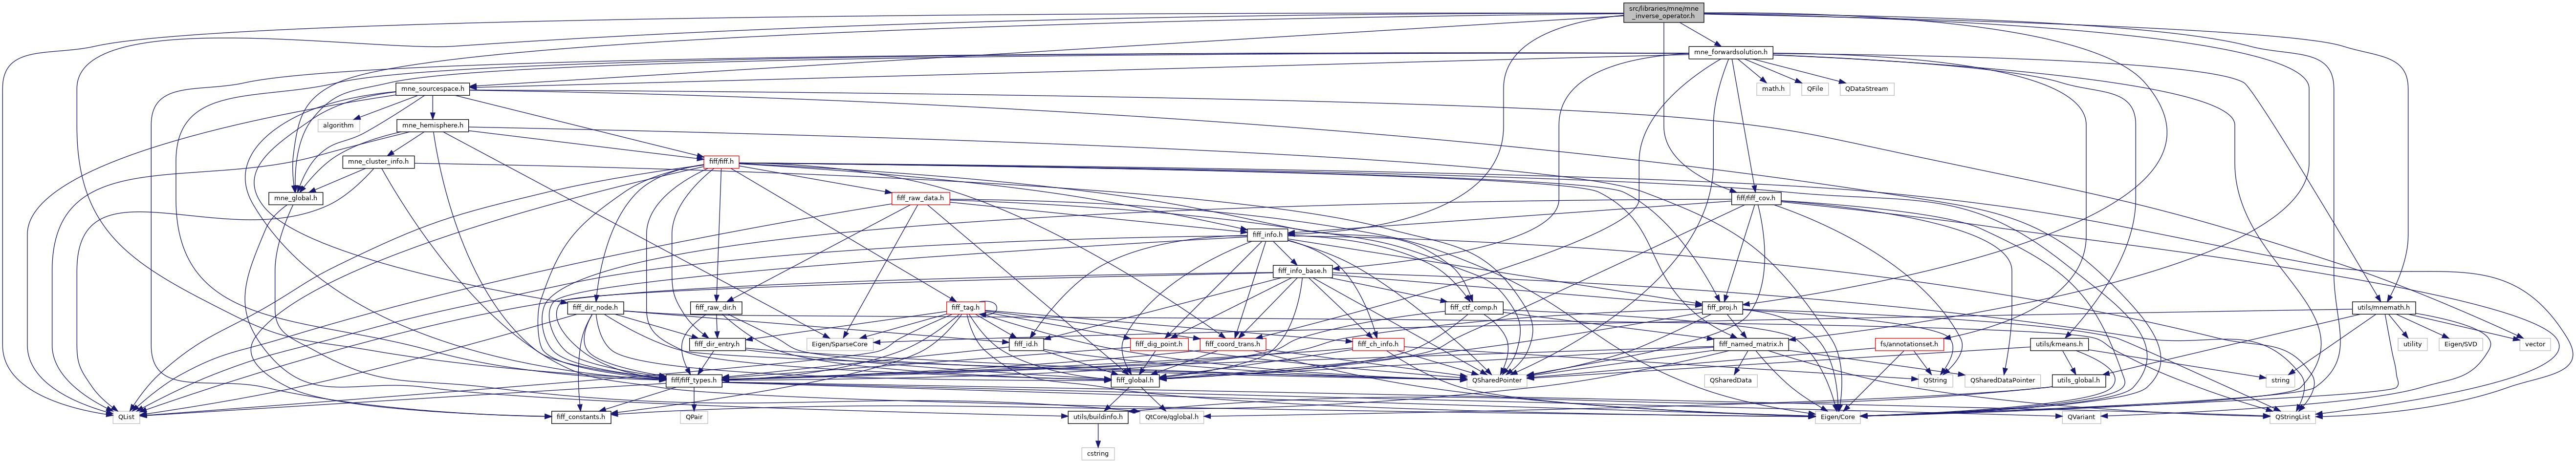 src/libraries/mne/mne
_inverse_operator.h
mne_forwardsolution.h
mne_sourcespace.h
math.h
QFile
QDataStream
algorithm
mne_hemisphere.h
mne_cluster_info.h
fiff/fiff.h
mne_global.h
fiff_raw_data.h
fiff/fiff_cov.h
fiff_info.h
fiff_info_base.h
fiff_dir_node.h
fiff_raw_dir.h
fiff_tag.h
fiff_ctf_comp.h
fiff_proj.h
utils/mnemath.h
fiff_dir_entry.h
Eigen/SparseCore
fiff_id.h
fiff_dig_point.h
fiff_coord_trans.h
fiff_ch_info.h
fiff_named_matrix.h
fs/annotationset.h
utils/kmeans.h
utility
Eigen/SVD
vector
fiff/fiff_types.h
fiff_global.h
QSharedPointer
QSharedData
QString
QSharedDataPointer
utils_global.h
string
QList
fiff_constants.h
QPair
utils/buildinfo.h
QtCore/qglobal.h
Eigen/Core
QVariant
QStringList
cstring